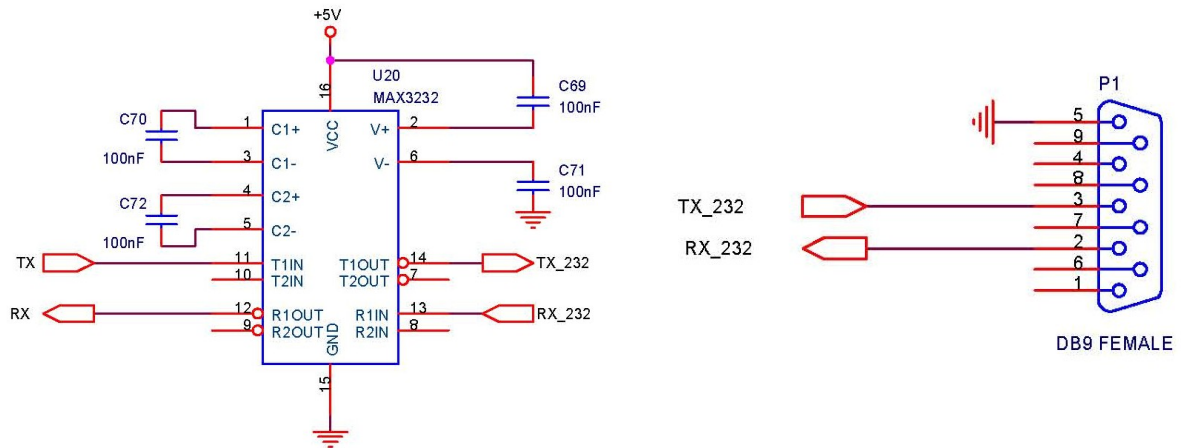 +5V
U20
MAX3232
C69
100nF
16
VCC
C70
100nF
1
C1+
V+
2
3
C1-
V-
6
C71
100nF
C72
100nF
4
C2+
5
C2-
TX
11
T1IN
T1OUT
14
TX_232
10
T2IN
T2OUT
7
RX
12
R1OUT
R1IN
13
RX_232
9
R2OUT
R2IN
8
GND
15
P1
5
9
4
8
TX_232
3
7
RX_232
2
6
1
DB9 FEMALE